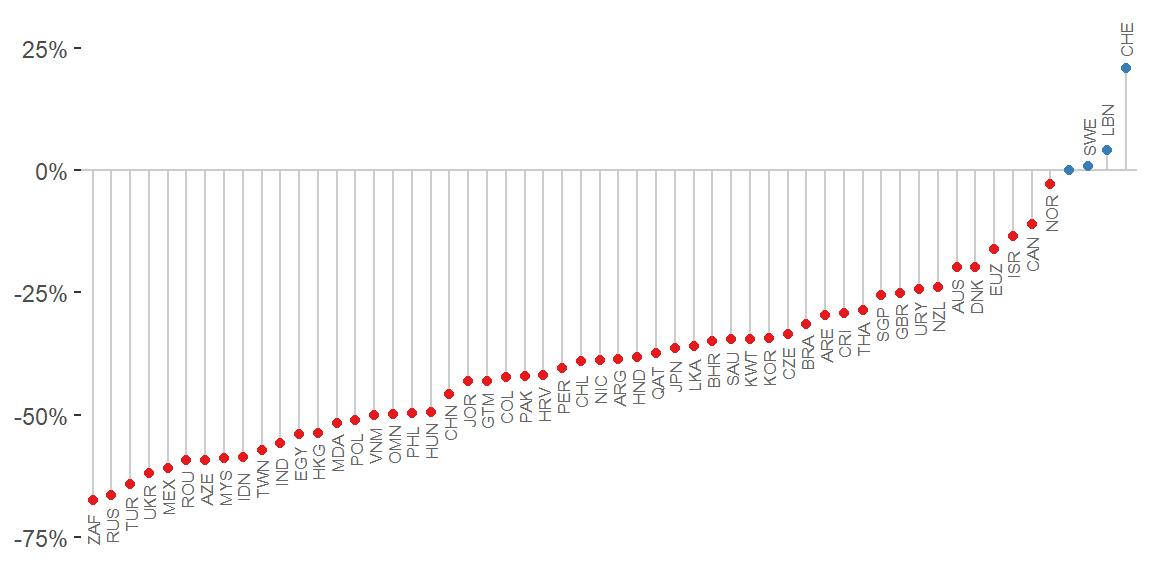 25%
0%
-25%
-50%
-75%
ZAF
RUS
TUR
UKR
MEX
ROU
AZE
MYS
IDN
TWN
IND
EGY
HKG
MDA
POL
VNM
OMN
PHL
HUN
CHN
JOR
GTM
COL
PAK
HRV
PER
CHL
NIC
ARG
HND
QAT
JPN
LKA
BHR
SAU
KWT
KOR
CZE
BRA
ARE
CRI
THA
SGP
GBR
URY
NZL
AUS
DNK
EUZ
ISR
CAN
NOR
SWE
LBN
CHE